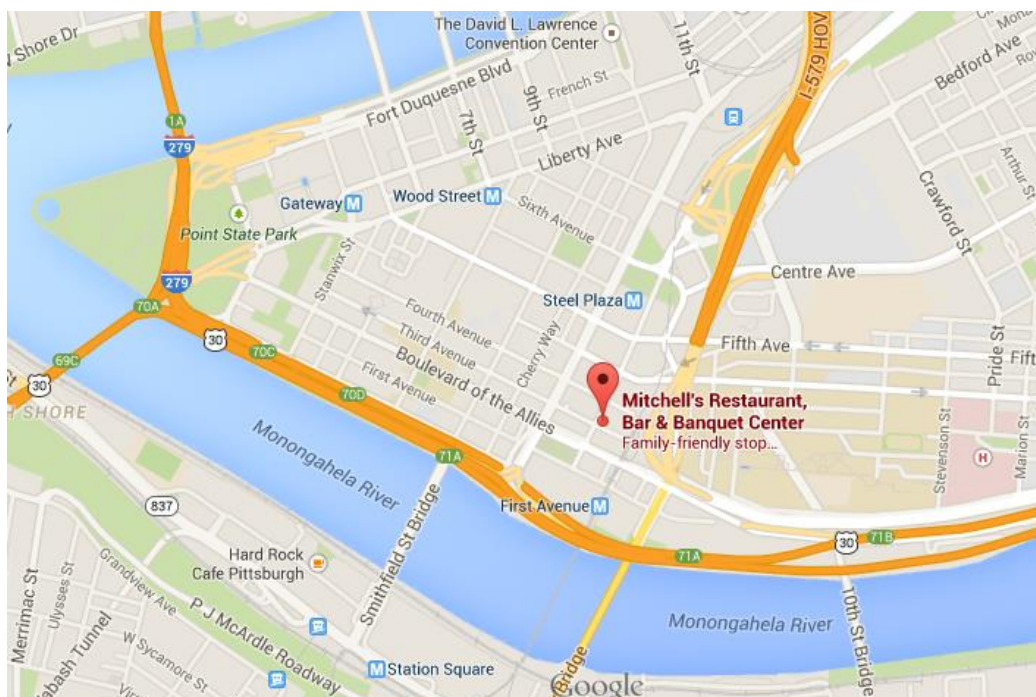 The David L. Lawrence
Convention Center
11th St
I-579 HOV
Bedford Ave
Shore Dr
Fort Duquesne Blvd
French St
9th St
7th St
1A
279
Liberty Ave
Arthur St
Crawford St
Wood Street M
Gateway M
Sixth Avenue
Point State Park
Stanwix St
279
Centre Ave
70A
Steel Plaza M
30
Fourth Avenue
Third Avenue
Cherry Way
Fifth Ave
Pride St
69C
70C
Boulevard of the Allies
First Avenue
30
70D
SHORE
Mitchell's Restaurant,
Bar & Banquet Center
Family-friendly stop...
Stevenson St
Marion St
H
Monongahela River
71A
837
First Avenue M
Smithfield St Bridge
71A
30
71B
Hard Rock
Cafe Pittsburgh
Grandview Ave
Merrimac St
Ulysses St
P J McArdle Roadway
10th St Bridge
Monongahela River
W Sycamore St
Tunnel
M Station Square
Bridge
Google